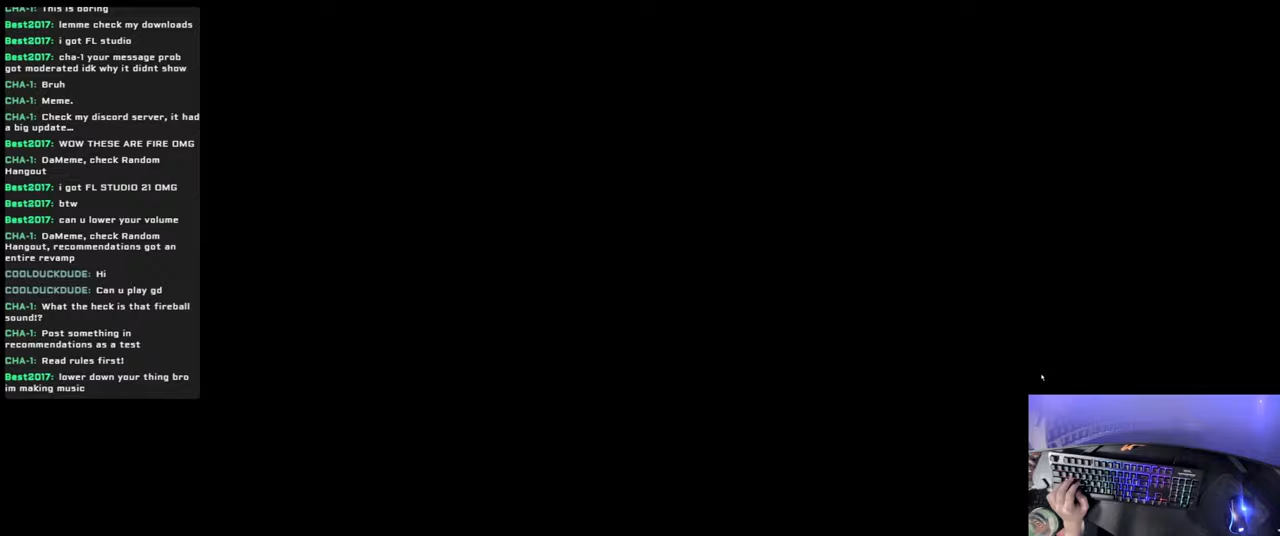 CHA-1: This is boring
Best2017: lemme check my downloads
Best2017: i got FL studio
Best2017: cha-1 your message prob
got moderated idk why it didnt show
CHA-1: Bruh
CHA-1: Meme.
CHA-1: Check my discord server, it had
a big update...
Best2017: WOW THESE ARE FIRE OMG
CHA-1: DaMeme, check Random
Hangout
Best2017: i got FL STUDIO 21 OMG
Best2017: btw
Best2017: can u lower your volume
CHA-1: DaMeme, check Random
Hangout, recommendations got an
entire revamp
COOLDUCKDUDE: Hi
COOLDUCKDUDE: Can u play gd
CHA-1: What the heck is that fireball
sound!?
CHA-1: Post something in
recommendations as a test
CHA-1: Read rules first!
Best2017: lower down your thing bro
im making music